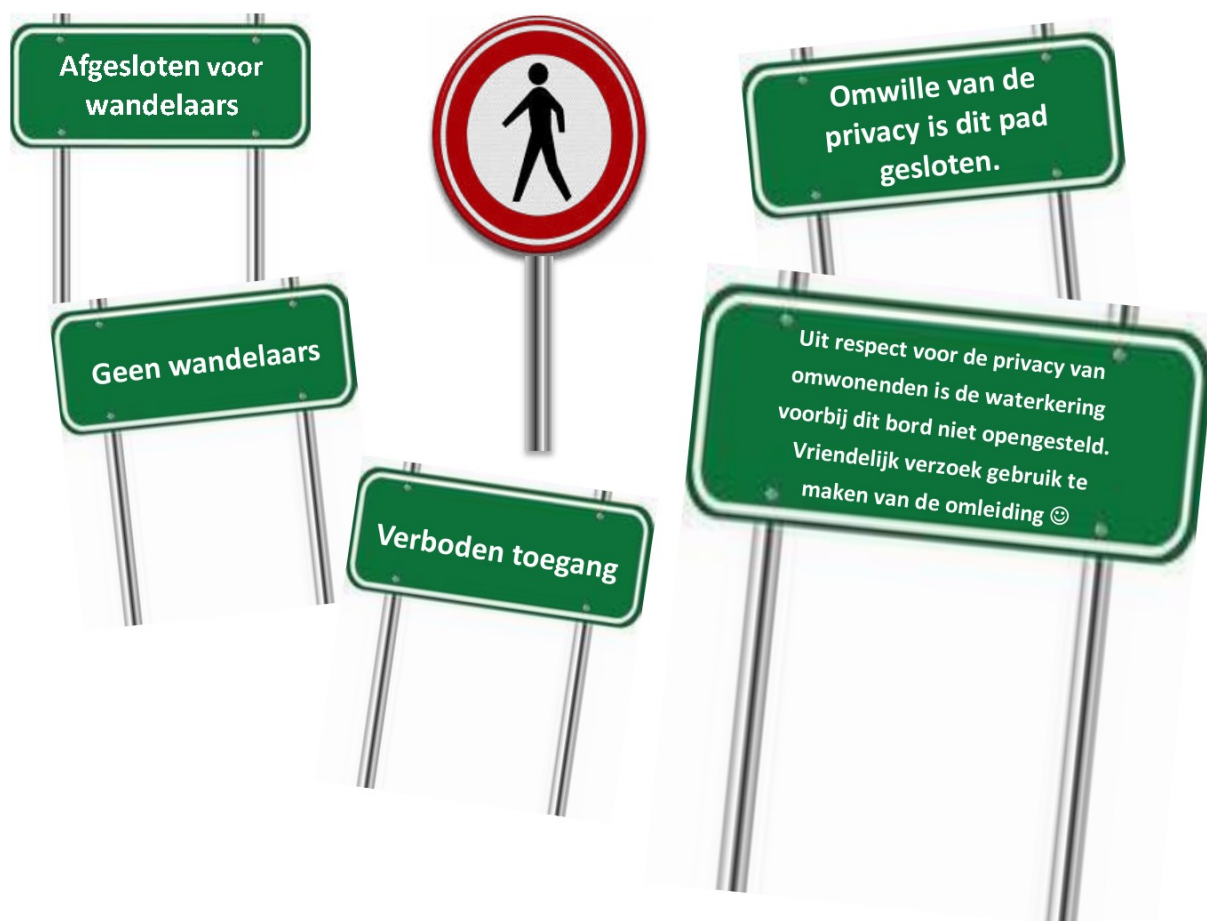 Afgesloten voor
wandelaars
Omwille van de
privacy is dit pad
gesloten.
Geen wandelaars
Uit respect voor de privacy van
omwonenden is de waterkering
voorbij dit bord niet opengesteld.
Vriendelijk verzoek gebruik te
maken van de omleiding ☺
Verboden toegang